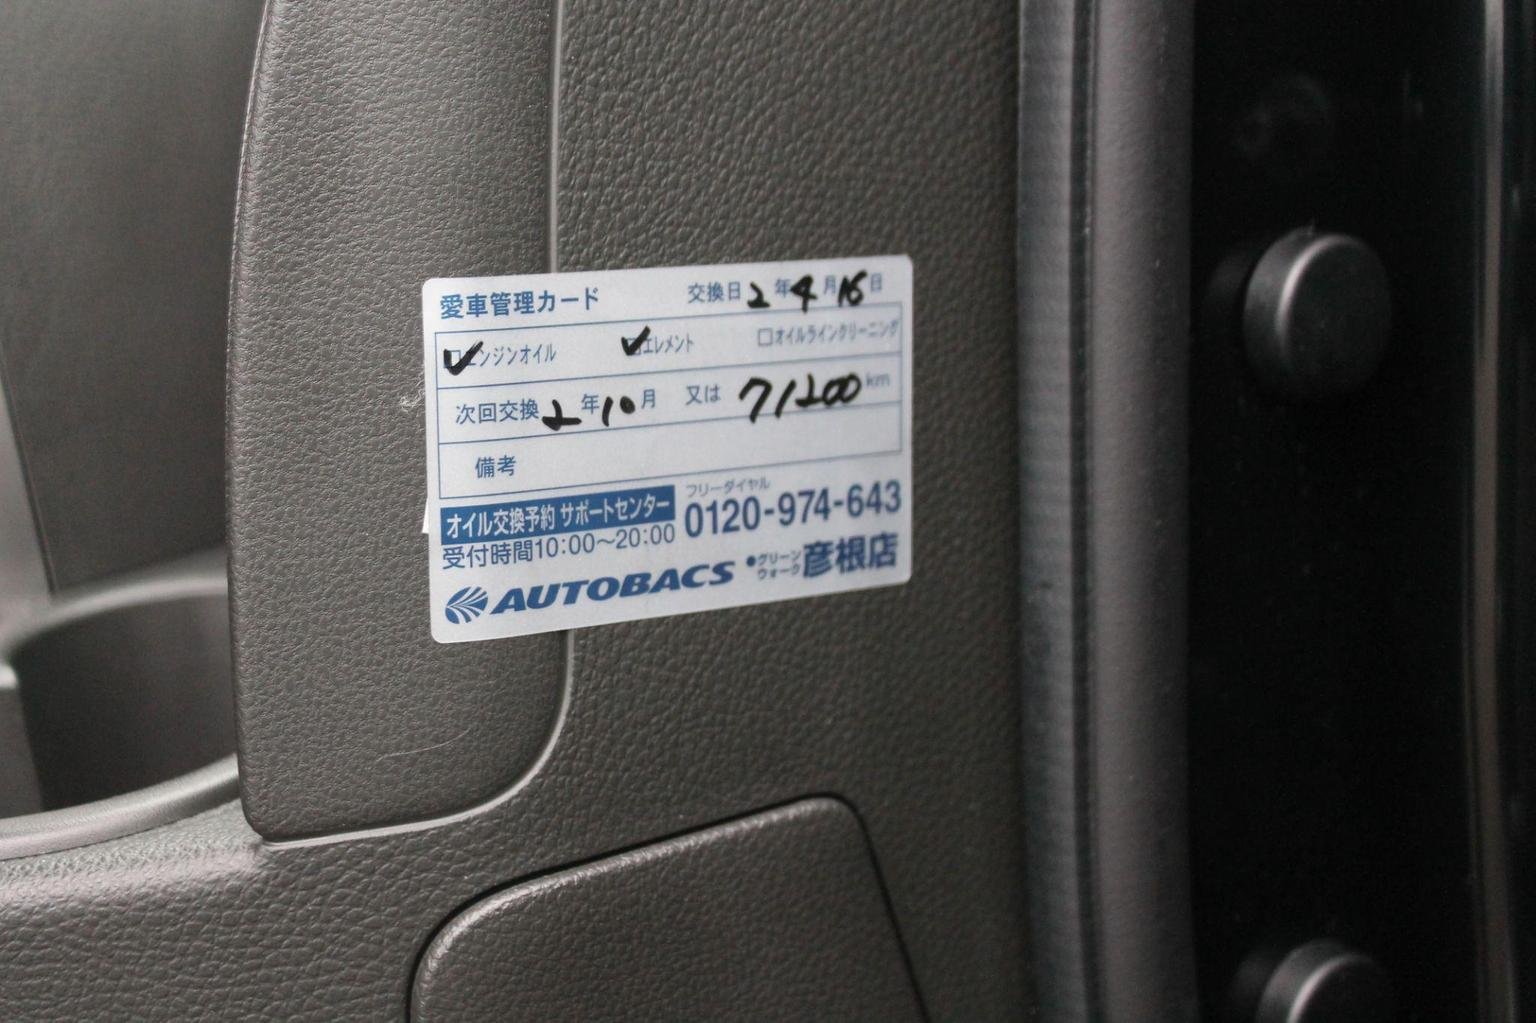 愛車管理カード 交換日 2年4月16日
☑エンジンオイル ☑エレメント □オイルラインクリーニング
次回交換 2年10月 又は 71200km
備考
オイル交換予約 サポートセンター フリーダイヤル
受付時間10:00～20:00 0120-974-643
AUTOBACS ●グリーンウォーク彦根店